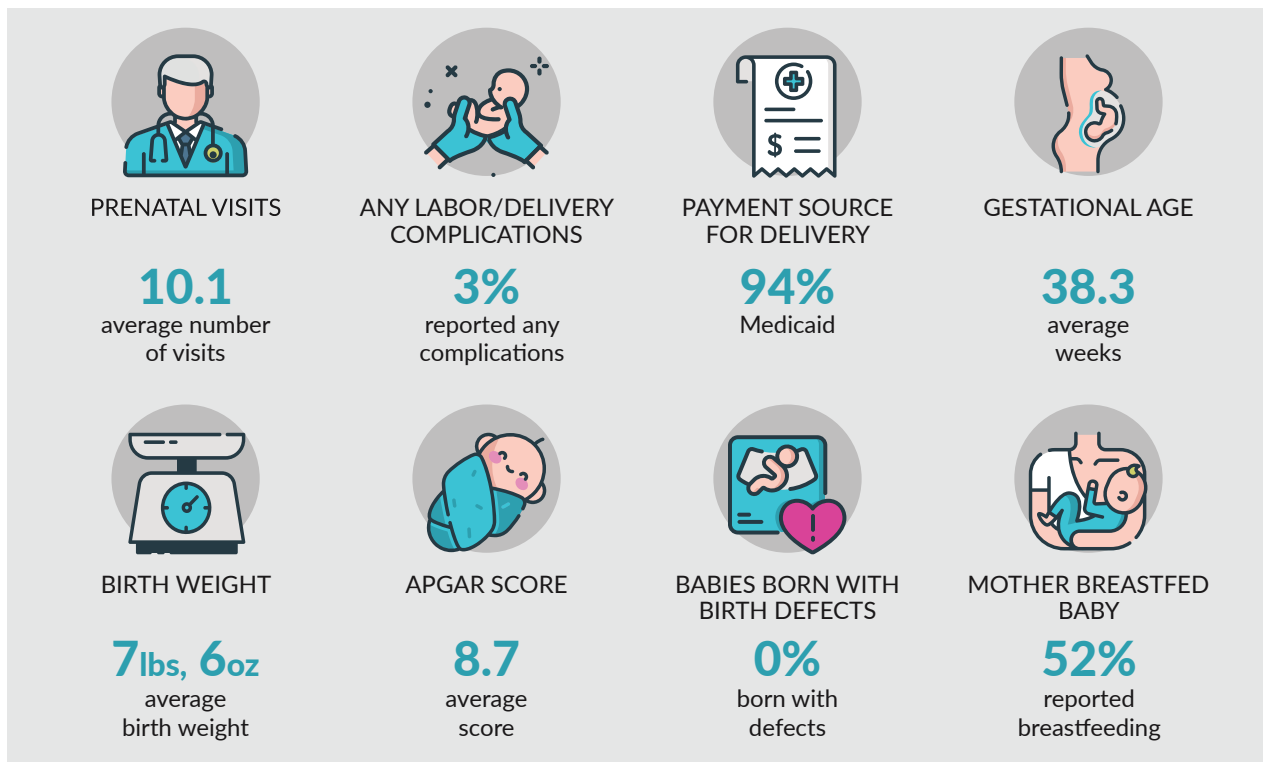 PRENATAL VISITS
10.1
average number
of visits
ANY LABOR/DELIVERY
COMPLICATIONS
3%
reported any
complications
$
PAYMENT SOURCE
FOR DELIVERY
94%
Medicaid
GESTATIONAL AGE
38.3
average
weeks
BIRTH WEIGHT
7lbs, 6oz
average
birth weight
APGAR SCORE
8.7
average
score
BABIES BORN WITH
BIRTH DEFECTS
0%
born with
defects
MOTHER BREASTFED
BABY
52%
reported
breastfeeding